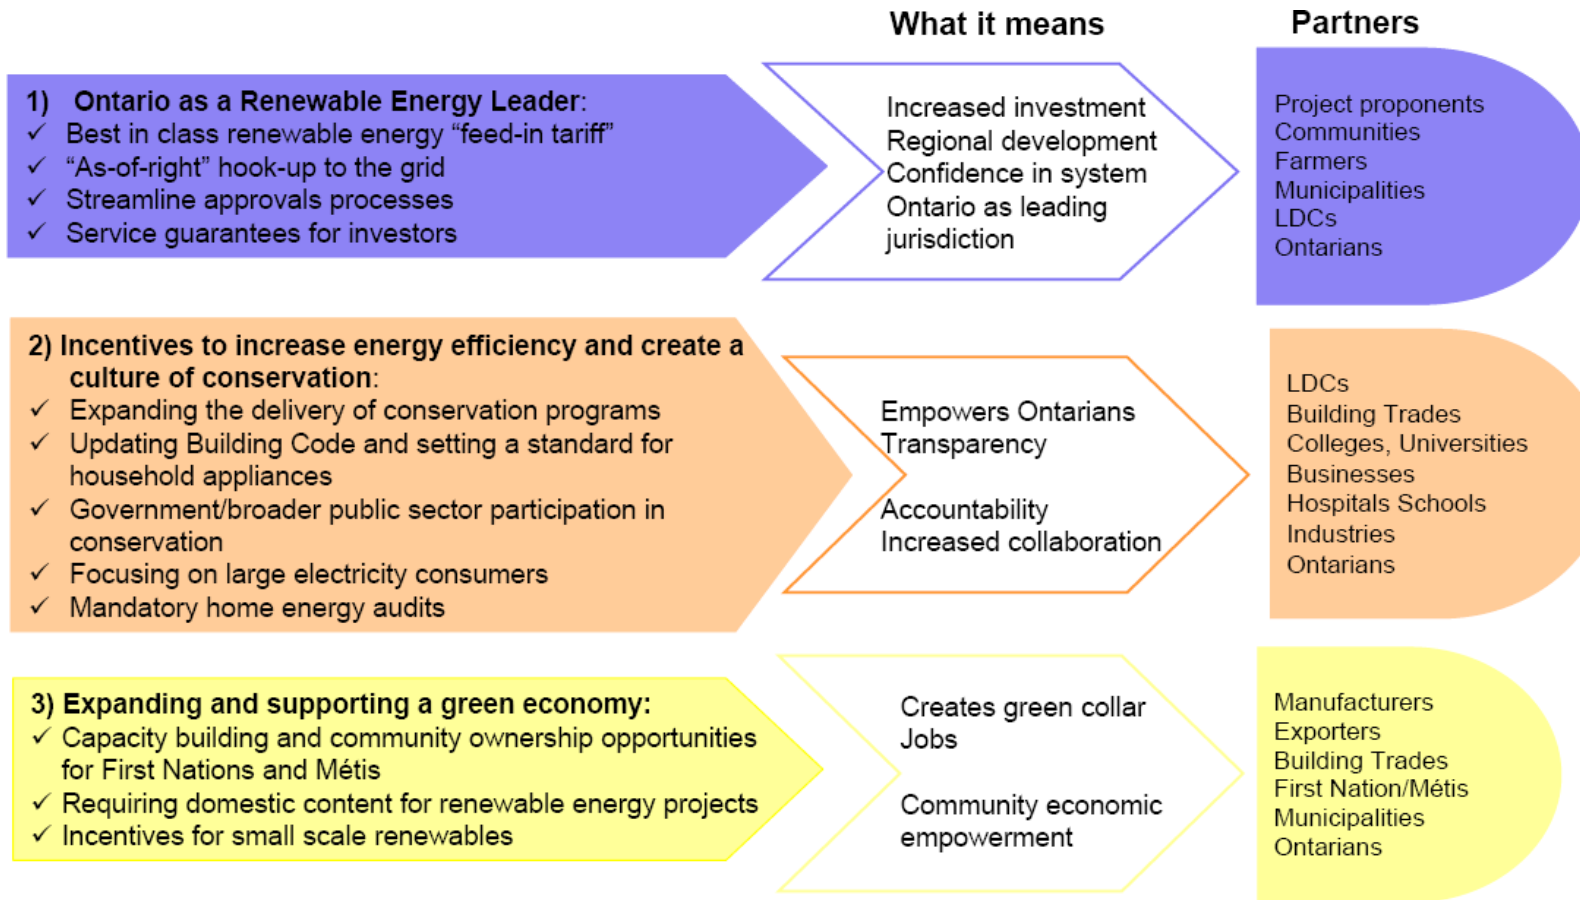 What it means
Partners
1) Ontario as a Renewable Energy Leader:
✓ Best in class renewable energy “feed-in tariff”
✓ “As-of-right” hook-up to the grid
✓ Streamline approvals processes
✓ Service guarantees for investors
Increased investment
Regional development
Confidence in system
Ontario as leading
jurisdiction
Project proponents
Communities
Farmers
Municipalities
LDCs
Ontarians
2) Incentives to increase energy efficiency and create a
culture of conservation:
✓ Expanding the delivery of conservation programs
✓ Updating Building Code and setting a standard for
household appliances
✓ Government/broader public sector participation in
conservation
✓ Focusing on large electricity consumers
✓ Mandatory home energy audits
Empowers Ontarians
Transparency
Accountability
Increased collaboration
LDCs
Building Trades
Colleges, Universities
Businesses
Hospitals Schools
Industries
Ontarians
3) Expanding and supporting a green economy:
✓ Capacity building and community ownership opportunities
for First Nations and Métis
✓ Requiring domestic content for renewable energy projects
✓ Incentives for small scale renewables
Creates green collar
Jobs
Community economic
empowerment
Manufacturers
Exporters
Building Trades
First Nation/Métis
Municipalities
Ontarians